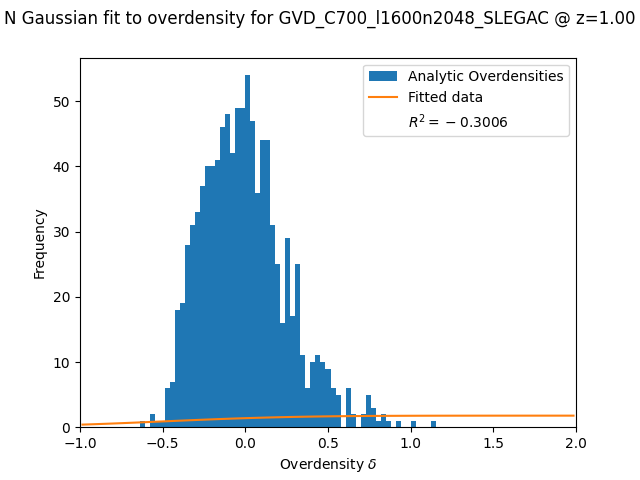 N Gaussian fit to overdensity for GVD_C700_l1600n2048_SLEGAC @ z=1.00
Analytic Overdensities
Fitted data
R² = − 0.3006
Frequency
50
40
30
20
10
0
−1.0 −0.5 0.0 0.5 1.0 1.5 2.0
Overdensity δ